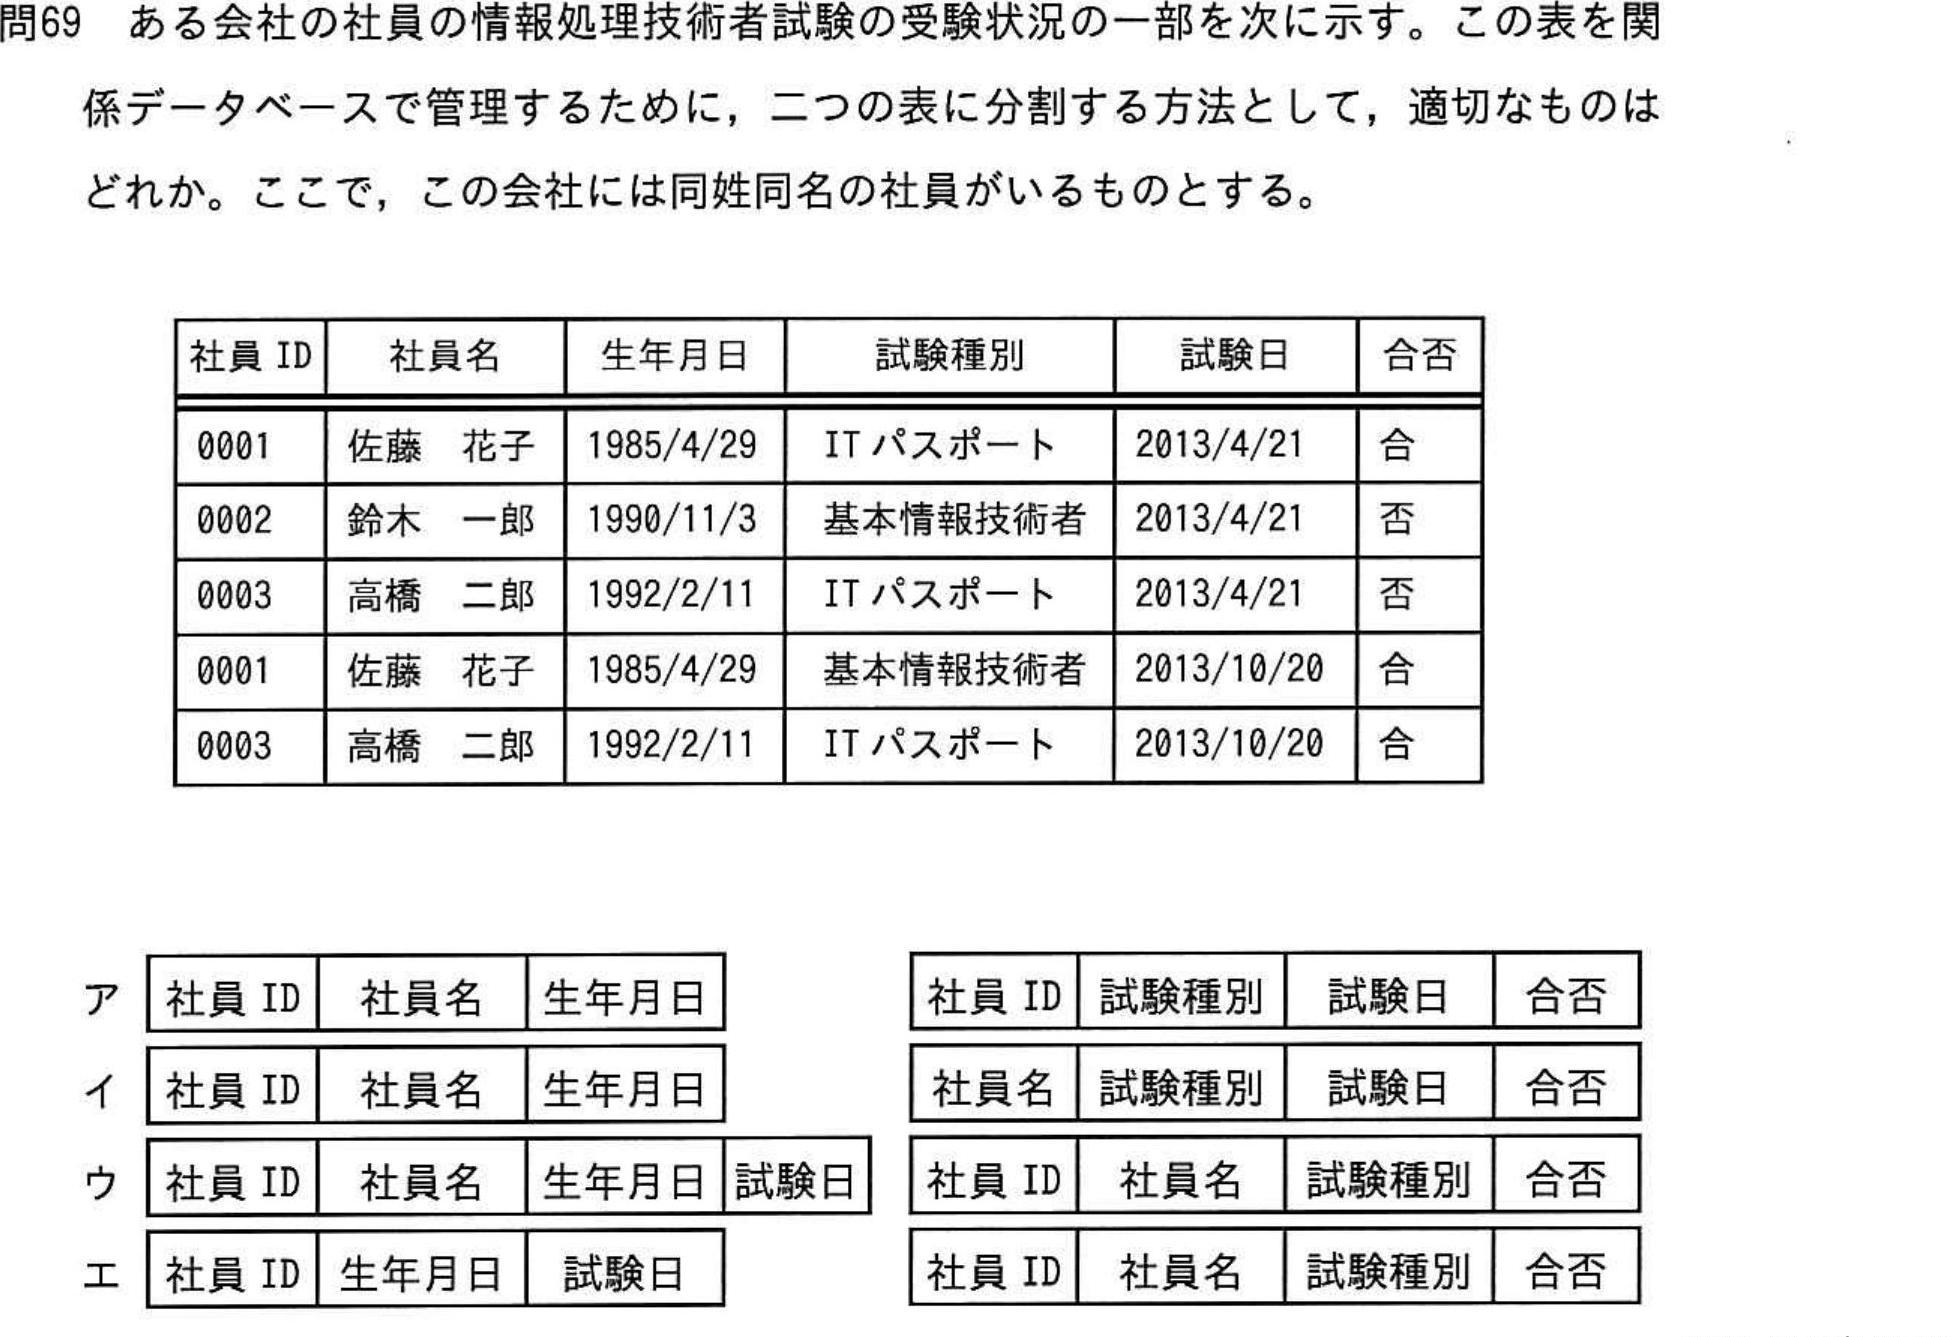 問69　ある会社の社員の情報処理技術者試験の受験状況の一部を次に示す。この表を関
係データベースで管理するために，二つの表に分割する方法として，適切なものは
どれか。ここで，この会社には同姓同名の社員がいるものとする。
社員 ID 社員名 生年月日 試験種別 試験日 合否
0001 佐藤　花子 1985/4/29 IT パスポート 2013/4/21 合
0002 鈴木　一郎 1990/11/3 基本情報技術者 2013/4/21 否
0003 高橋　二郎 1992/2/11 IT パスポート 2013/4/21 否
0001 佐藤　花子 1985/4/29 基本情報技術者 2013/10/20 合
0003 高橋　二郎 1992/2/11 IT パスポート 2013/10/20 合
ア 社員 ID 社員名 生年月日 社員 ID 試験種別 試験日 合否
イ 社員 ID 社員名 生年月日 社員名 試験種別 試験日 合否
ウ 社員 ID 社員名 生年月日 試験日 社員 ID 社員名 試験種別 合否
エ 社員 ID 生年月日 試験日 社員 ID 社員名 試験種別 合否